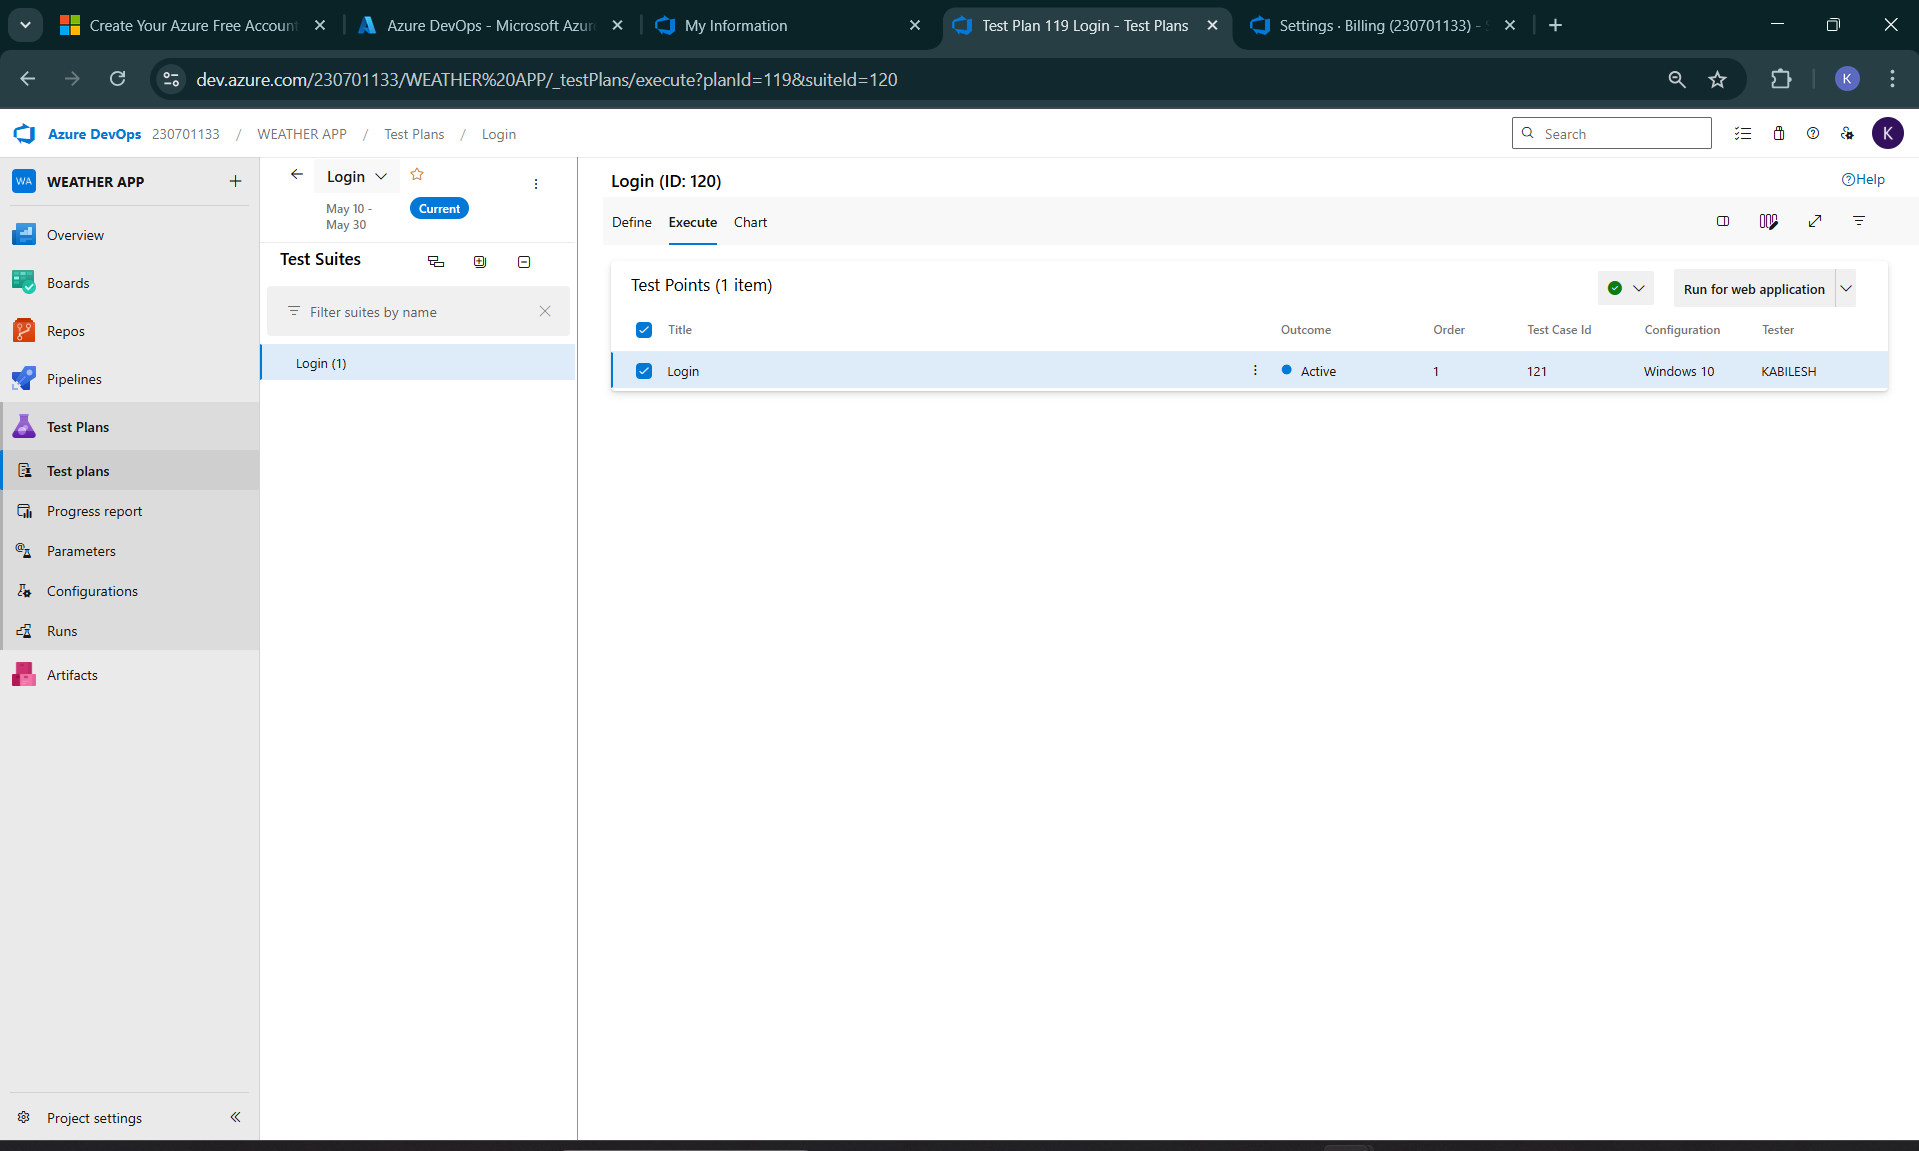 Create Your Azure Free Account
Azure DevOps - Microsoft Azure
My Information
Test Plan 119 Login - Test Plans
Settings · Billing (230701133) -
dev.azure.com/230701133/WEATHER%20APP/_testPlans/execute?planId=119&suiteId=120
K
Azure DevOps 230701133 / WEATHER APP / Test Plans / Login
Search
K
WA WEATHER APP
Overview
Boards
Repos
Pipelines
Test Plans
Test plans
Progress report
Parameters
Configurations
Runs
Artifacts
Project settings
Login
May 10 -
May 30
Current
Test Suites
Filter suites by name
Login (1)
Login (ID: 120)
Help
Define Execute Chart
Test Points (1 item)
Run for web application
Title Outcome Order Test Case Id Configuration Tester
Login Active 1 121 Windows 10 KABILESH